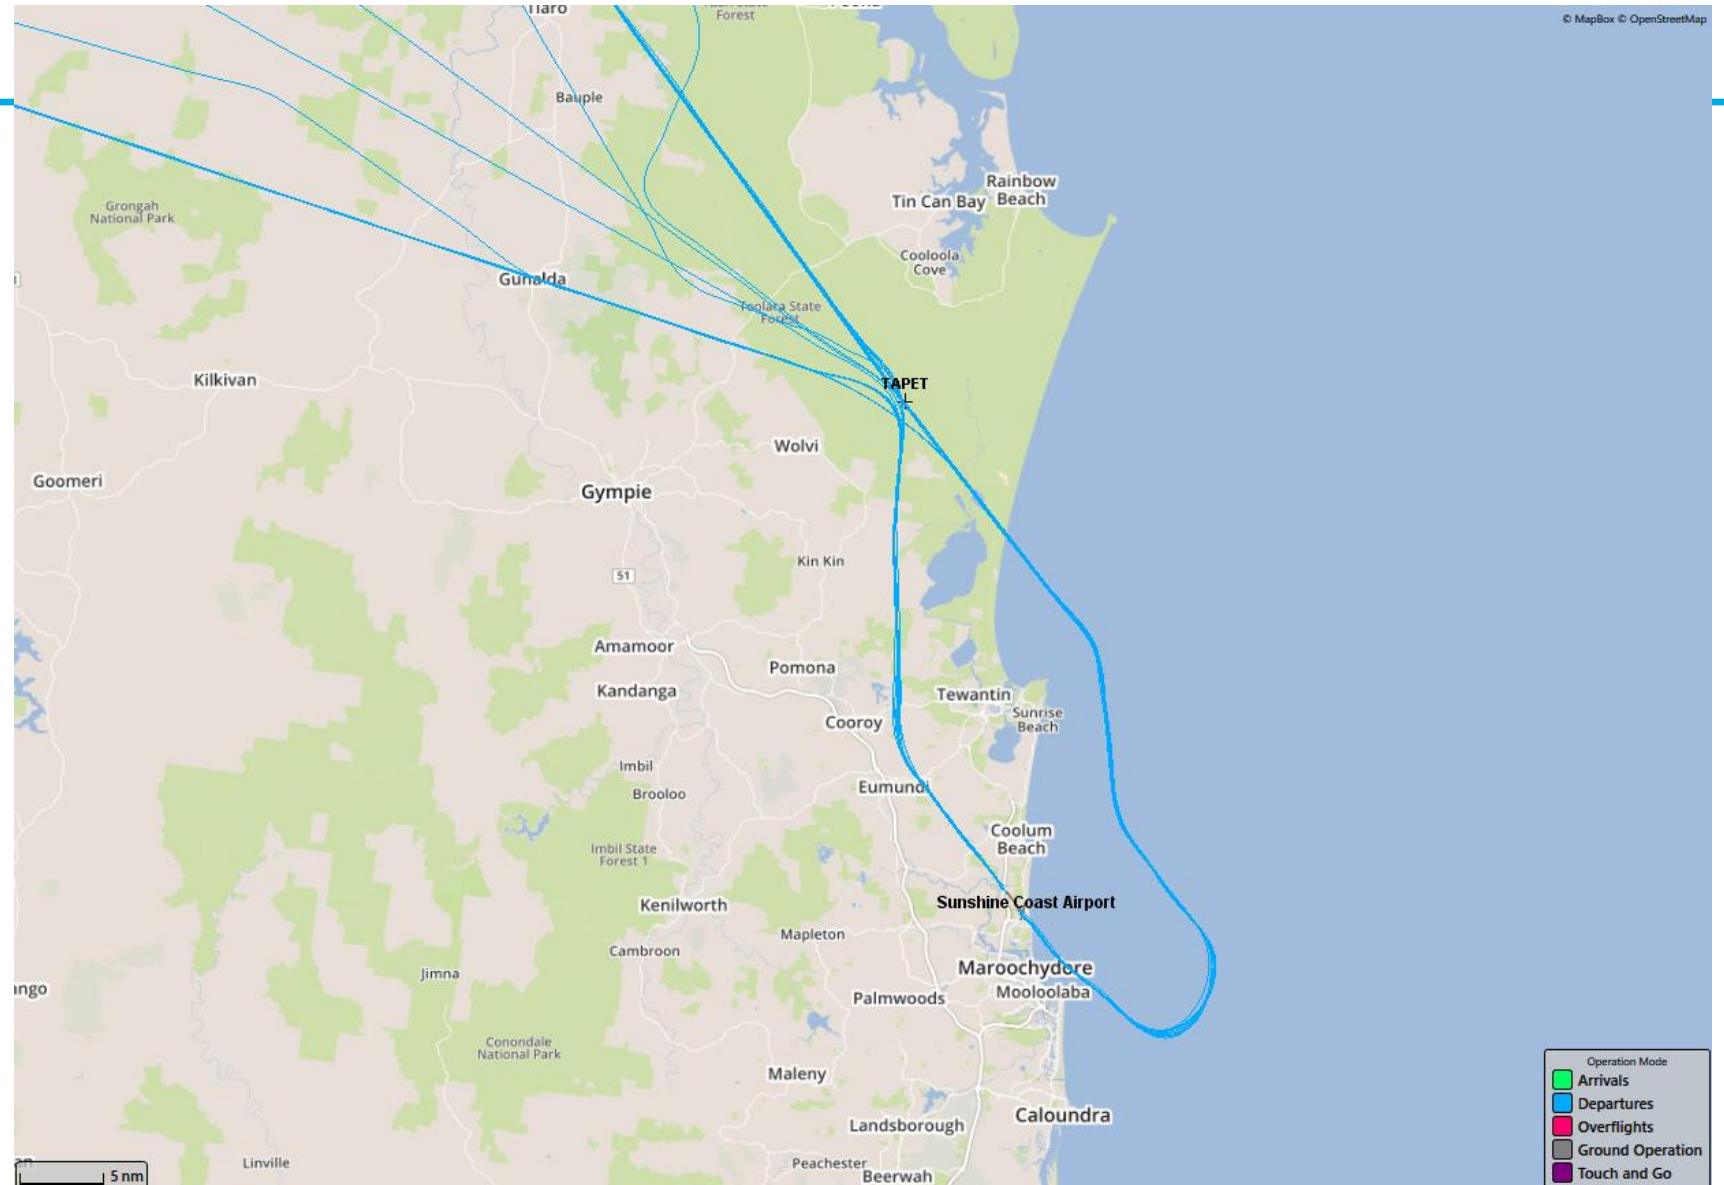 Tiaro
Forest
© MapBox © OpenStreetMap
Bauple
Rainbow
Beach
Tin Can Bay
Grongah
National Park
Cooloola
Cove
Gunalda
Toolara State
Forest
Kilkivan
TAPET
Wolvi
Goomeri
Gympie
Kin Kin
51
Amamoor
Pomona
Kandanga
Tewantin
Sunrise
Beach
Cooroy
Imbil
Brooloo
Eumundi
Coolum
Beach
Imbil State
Forest 1
Kenilworth
Sunshine Coast Airport
Mapleton
Cambroon
Maroochydore
Jimna
ango
Palmwoods
Mooloolaba
Conondale
National Park
Maleny
Caloundra
Landsborough
Linville
Peachester
Beerwah
5 nm
Operation Mode
Arrivals
Departures
Overflights
Ground Operation
Touch and Go